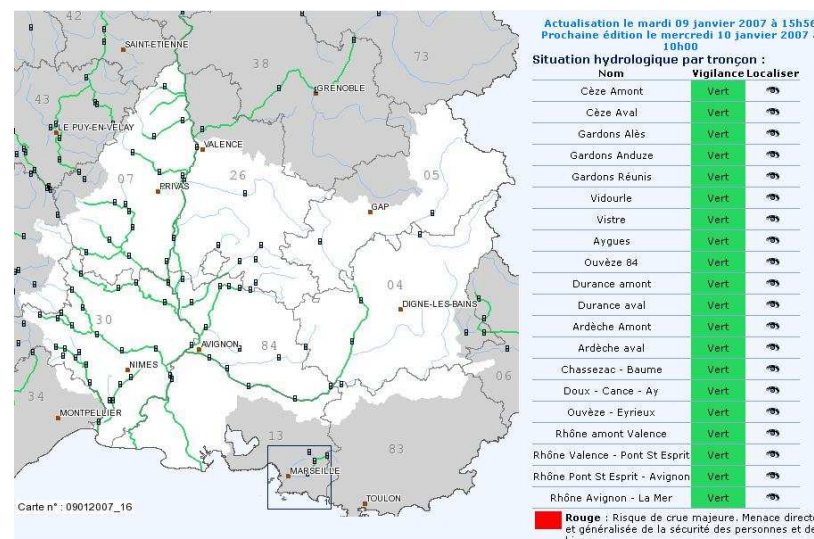 Actualisation le mardi 09 janvier 2007 à 15h56
Prochaine édition le mercredi 10 janvier 2007
10h00
Situation hydrologique par tronçon :
Nom Vigilance Localiser
Cèze Amont Vert
Cèze Aval Vert
Gardons Alès Vert
Gardons Anduze Vert
Gardons Réunis Vert
Vidourle Vert
Vistre Vert
Aygues Vert
Ouvèze 84 Vert
Durance amont Vert
Durance aval Vert
Ardèche Amont Vert
Ardèche aval Vert
Chassezac - Baume Vert
Doux - Cance - Ay Vert
Ouvèze - Eyrieux Vert
Rhône amont Valence Vert
Rhône Valence - Pont St Esprit Vert
Rhône Pont St Esprit - Avignon Vert
Rhône Avignon - La Mer Vert
Rouge : Risque de crue majeure. Menace directe
et généralisée de la sécurité des personnes et de
42
SAINT-ETIENNE
38
73
GRENOBLE
43
LE PUY-EN-VELAY
VALENCE
07
26
05
PRIVAS
GAP
04
DIGNE-LES-BAINS
30
AVIGNON
84
NIMES
06
34
MONTPELLIER
13
83
MARSEILLE
TOULON
Carte n° : 09012007_16